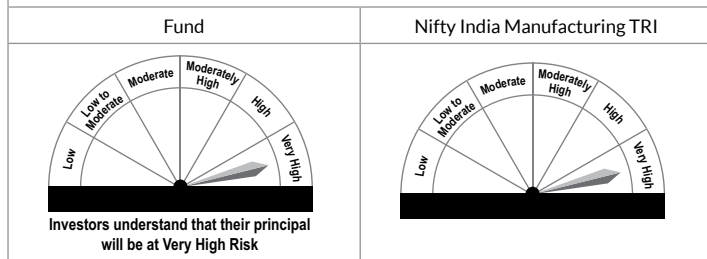 Fund
Low
Low to
Moderate
Moderate
Moderately
High
High
Very High
Investors understand that their principal
will be at Very High Risk
Nifty India Manufacturing TRI
Low
Low to
Moderate
Moderate
Moderately
High
High
Very High